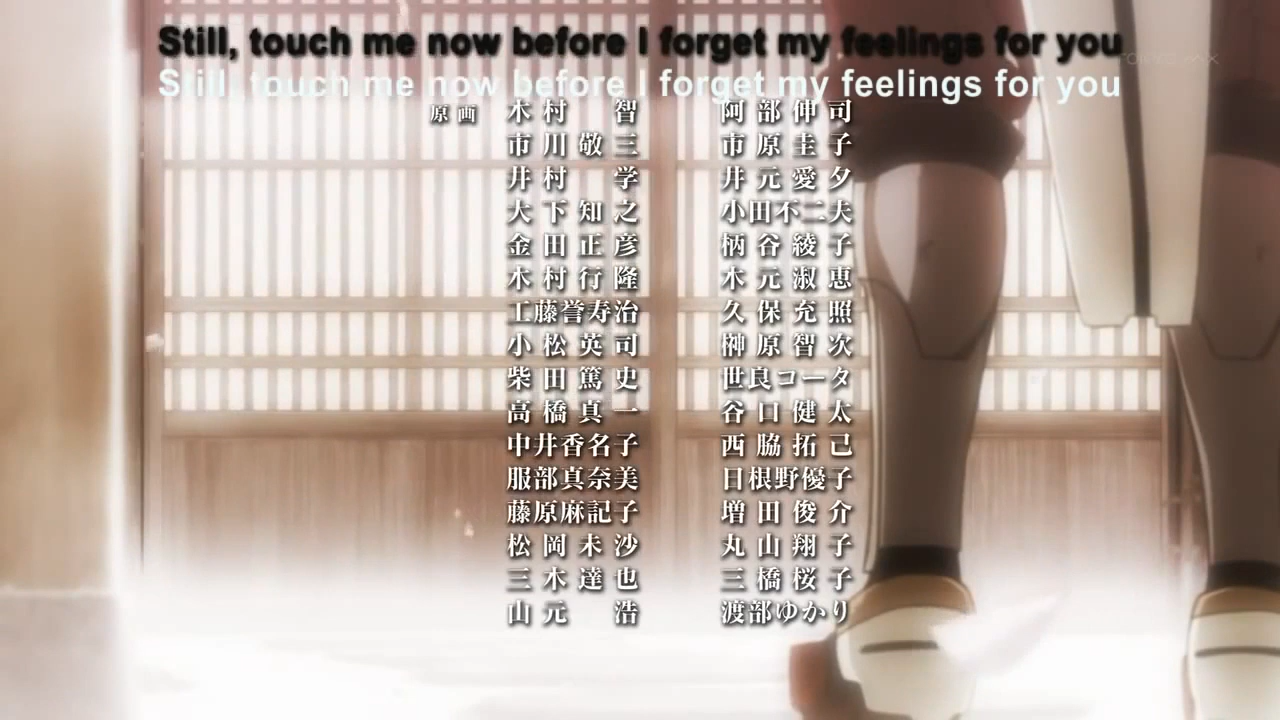 Still, touch me now before I forget my feelings for you
TOKYO MX
Still, touch me now before I forget my feelings for you
原画 木村 智 阿部伸司
市川敬三 市原圭子
井村 学 井元愛夕
大下知之 小田不二夫
金田正彦 柄谷綾子
木村行隆 木元淑恵
工藤誉寿治 久保充照
小松英司 榊原智次
柴田篤史 世良コータ
高橋真一 谷口健太
中井香名子 西脇拓己
服部真奈美 日根野優子
藤原麻記子 増田俊介
松岡未沙 丸山翔子
三木達也 三橋桜子
山元 浩 渡部ゆかり